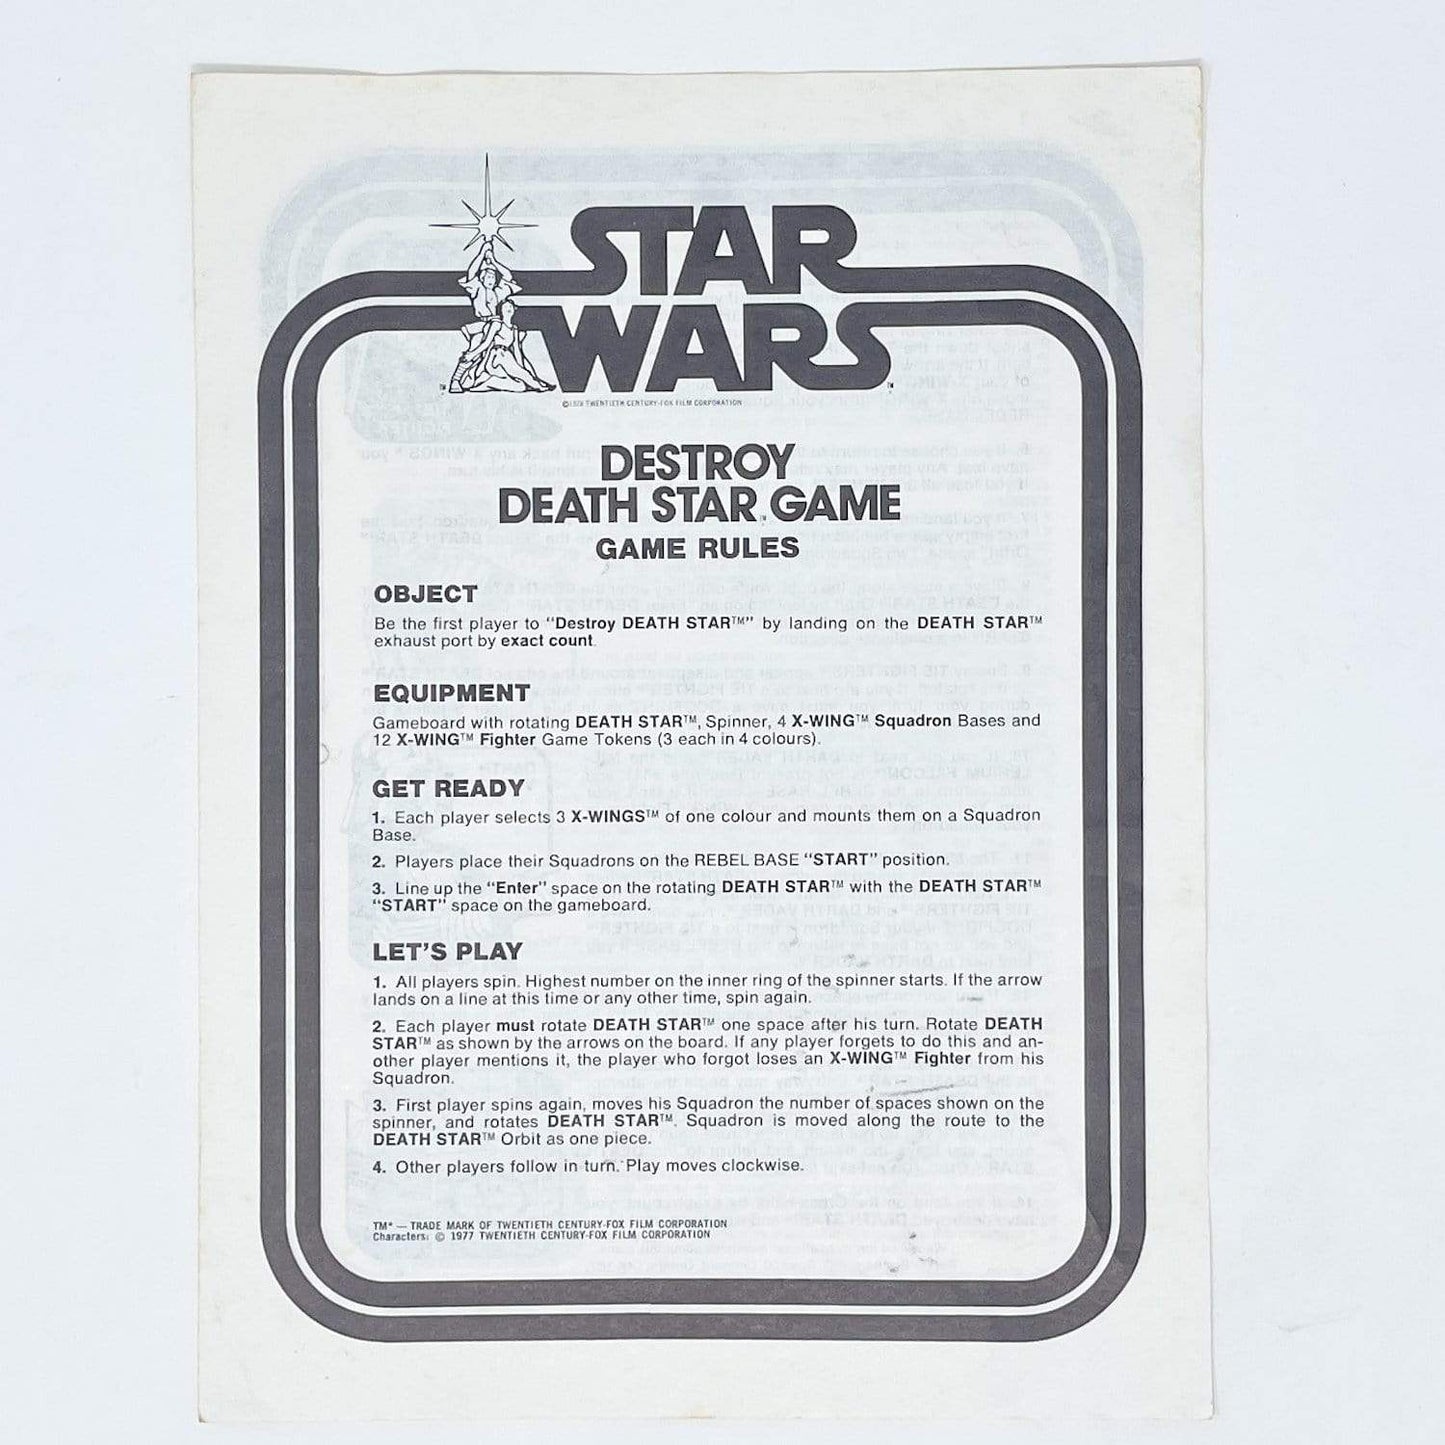 STAR
WARS
TM
TM
©1978 TWENTIETH CENTURY-FOX FILM CORPORATION
DESTROY
DEATH STAR™ GAME
GAME RULES
OBJECT
Be the first player to "Destroy DEATH STAR™" by landing on the DEATH STAR™
exhaust port by exact count.
EQUIPMENT
Gameboard with rotating DEATH STAR™, Spinner, 4 X-WING™ Squadron Bases and
12 X-WING™ Fighter Game Tokens (3 each in 4 colours).
GET READY
1. Each player selects 3 X-WINGS™ of one colour and mounts them on a Squadron
Base.
2. Players place their Squadrons on the REBEL BASE "START" position.
3. Line up the "Enter" space on the rotating DEATH STAR™ with the DEATH STAR™
"START" space on the gameboard.
LET'S PLAY
1. All players spin. Highest number on the inner ring of the spinner starts. If the arrow
lands on a line at this time or any other time, spin again.
2. Each player must rotate DEATH STAR™ one space after his turn. Rotate DEATH
STAR™ as shown by the arrows on the board. If any player forgets to do this and an-
other player mentions it, the player who forgot loses an X-WING™ Fighter from his
Squadron.
3. First player spins again, moves his Squadron the number of spaces shown on the
spinner, and rotates DEATH STAR™. Squadron is moved along the route to the
DEATH STAR™ Orbit as one piece.
4. Other players follow in turn. Play moves clockwise.
TM* — TRADE MARK OF TWENTIETH CENTURY-FOX FILM CORPORATION
Characters: © 1977 TWENTIETH CENTURY-FOX FILM CORPORATION